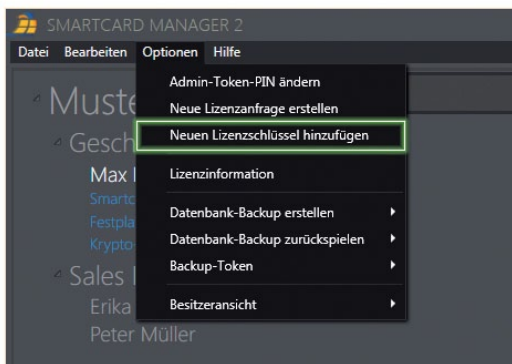 SMARTCARD MANAGER 2
Datei Bearbeiten Optionen Hilfe
Admin-Token-PIN ändern
Neue Lizenzanfrage erstellen
Neuen Lizenzschlüssel hinzufügen
Lizenzinformation
Datenbank-Backup erstellen
Datenbank-Backup zurückspielen
Backup-Token
Besitzeransicht
Muste
Gesch
Max
Smartc
Festpla
Krypto
Sales
Erika
Peter Müller